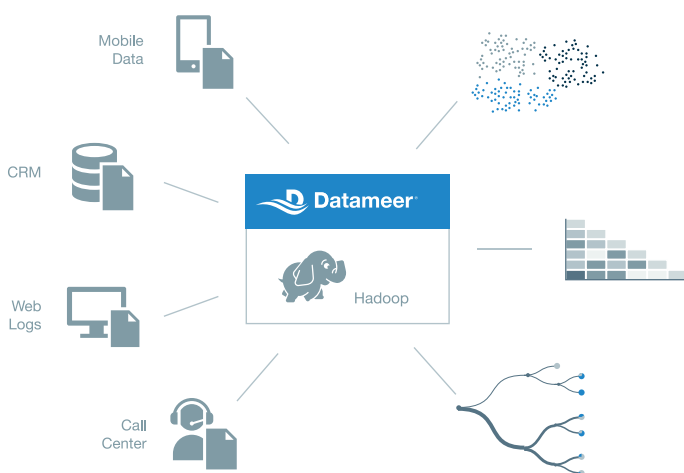 Mobile
Data
CRM
Datameer
Hadoop
Web
Logs
Call
Center